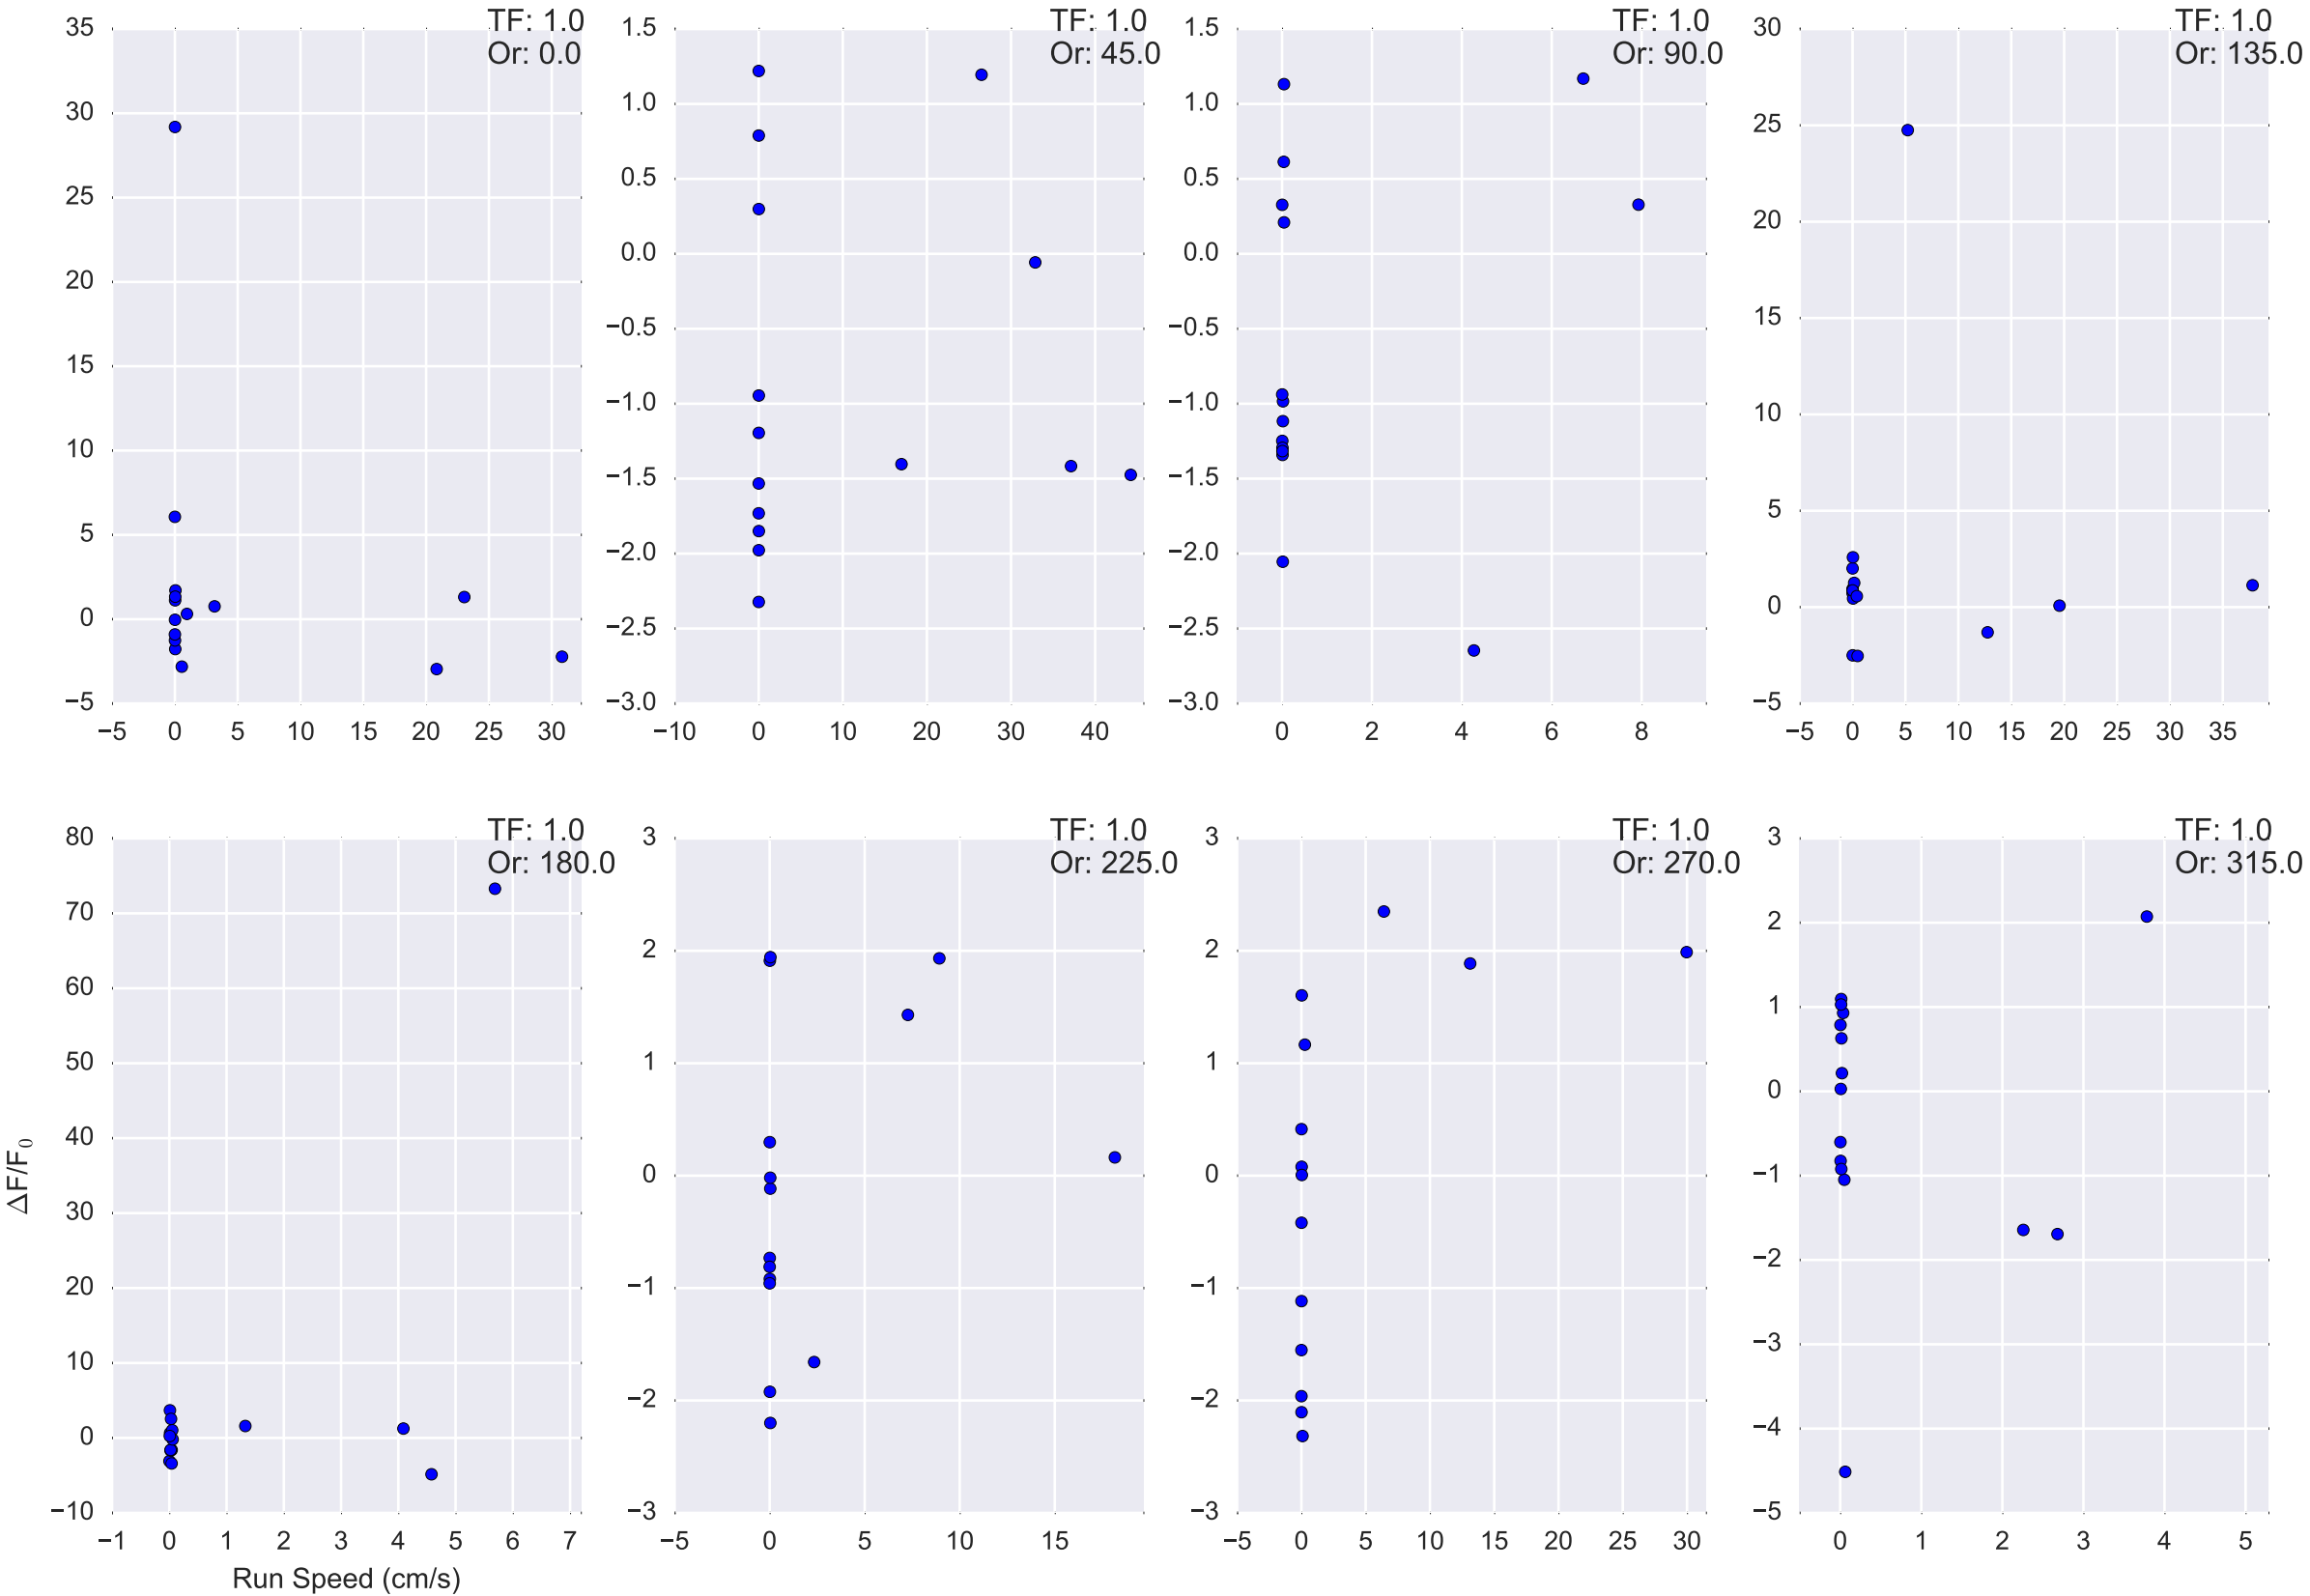 TF: 1.0
Or: 0.0
35
30
25
20
15
10
5
0
−5
−5 0 5 10 15 20 25 30
TF: 1.0
Or: 45.0
1.5
1.0
0.5
0.0
−0.5
−1.0
−1.5
−2.0
−2.5
−3.0
−10 0 10 20 30 40
TF: 1.0
Or: 90.0
1.5
1.0
0.5
0.0
−0.5
−1.0
−1.5
−2.0
−2.5
−3.0
0 2 4 6 8
TF: 1.0
Or: 135.0
30
25
20
15
10
5
0
−5
−5 0 5 10 15 20 25 30 35
TF: 1.0
Or: 180.0
80
70
60
50
40
30
20
10
0
−10
−1 0 1 2 3 4 5 6 7
Run Speed (cm/s)
ΔF/F₀
TF: 1.0
Or: 225.0
3
2
1
0
−1
−2
−3
−5 0 5 10 15
TF: 1.0
Or: 270.0
3
2
1
0
−1
−2
−3
−5 0 5 10 15 20 25 30
TF: 1.0
Or: 315.0
3
2
1
0
−1
−2
−3
−4
−5
0 1 2 3 4 5